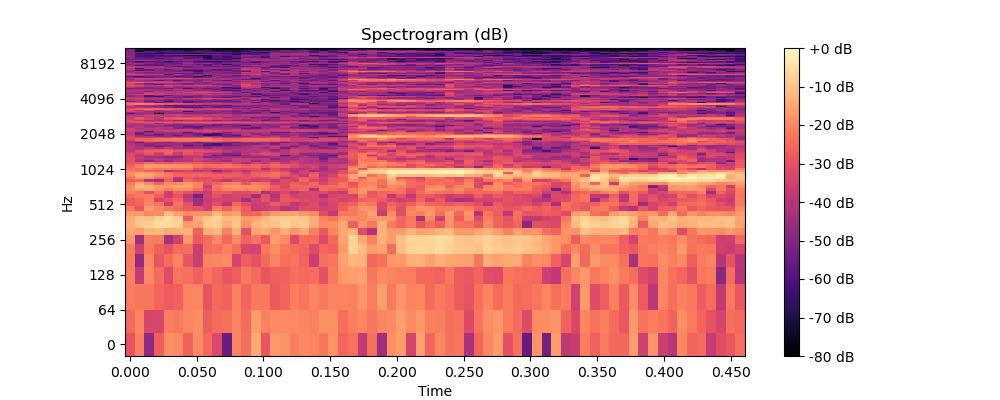 Spectrogram (dB)
Hz
8192
4096
2048
1024
512
256
128
64
0
0.000 0.050 0.100 0.150 0.200 0.250 0.300 0.350 0.400 0.450
Time
+0 dB
-10 dB
-20 dB
-30 dB
-40 dB
-50 dB
-60 dB
-70 dB
-80 dB